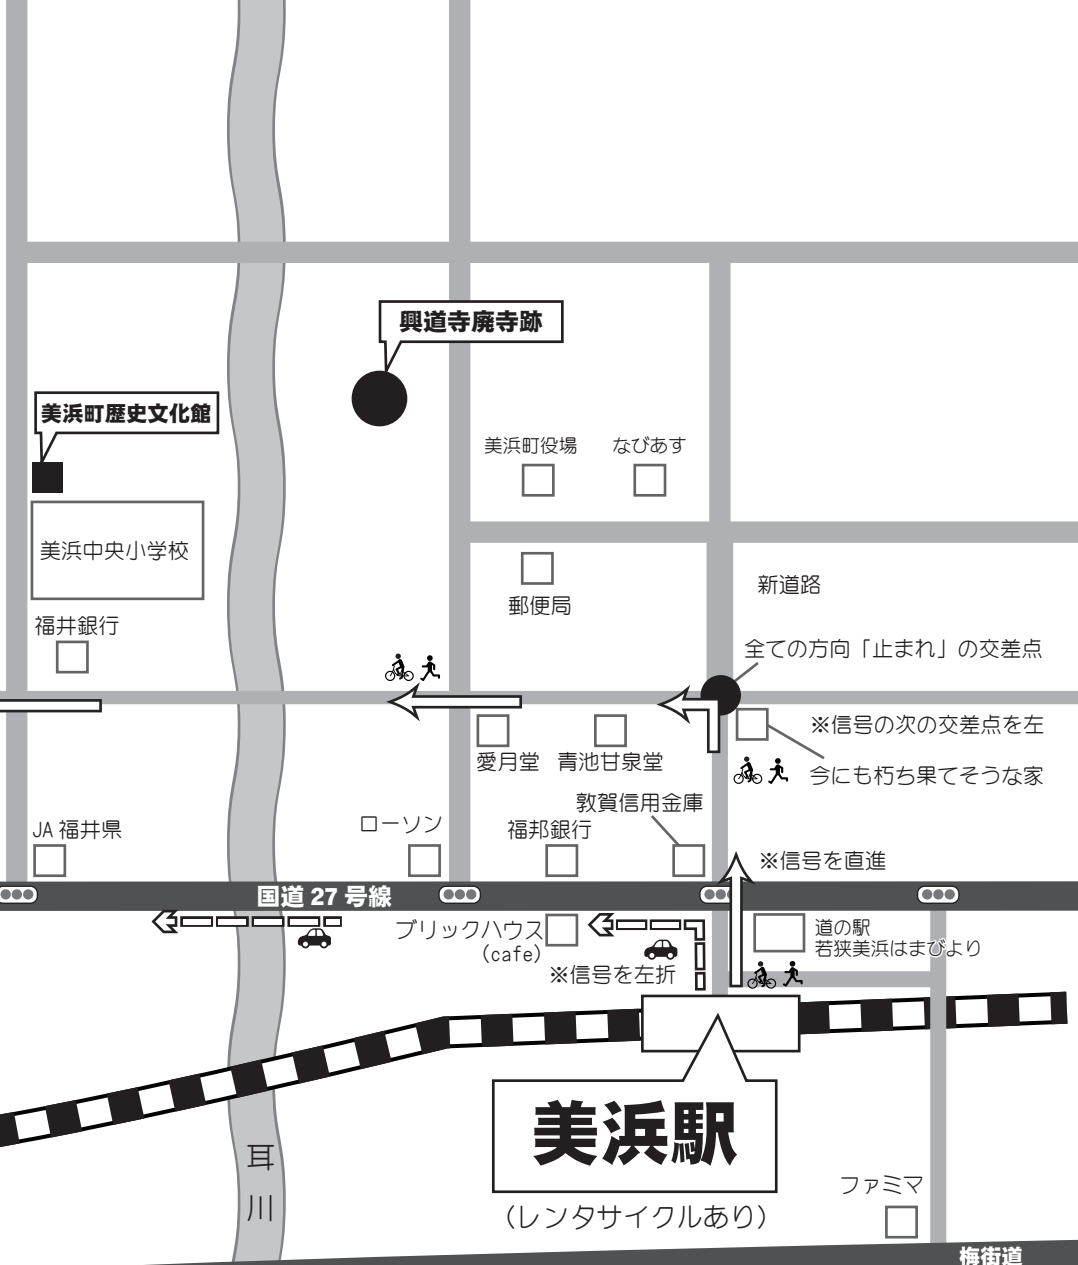 興道寺廃寺跡
美浜町歴史文化館
美浜町役場
なびあす
美浜中央小学校
郵便局
新道路
福井銀行
全ての方向「止まれ」の交差点
※信号の次の交差点を左
愛月堂
青池甘泉堂
今にも朽ち果てそうな家
敦賀信用金庫
JA 福井県
ローソン
福邦銀行
※信号を直進
国道 27 号線
ブリックハウス
(cafe)
道の駅
若狭美浜はまびより
※信号を左折
美浜駅
(レンタサイクルあり)
耳
川
ファミマ
梅街道